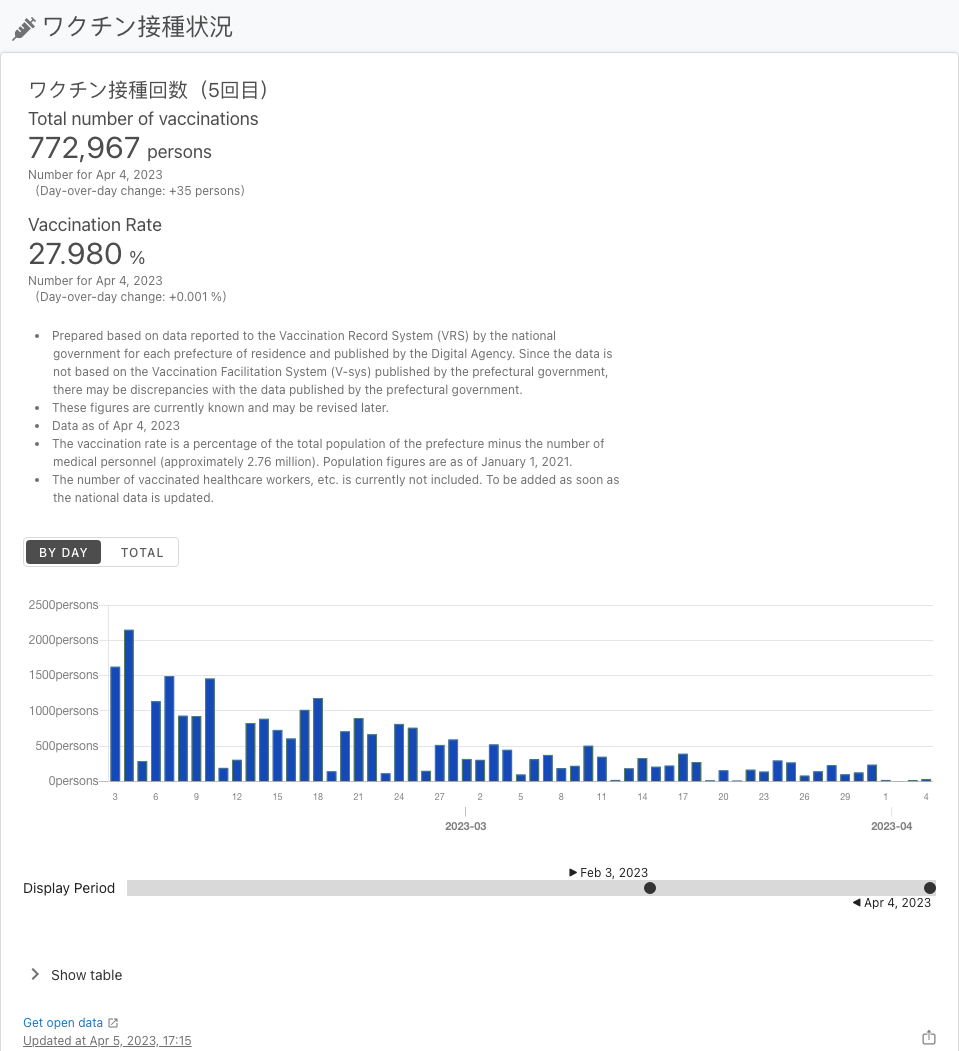 ワクチン接種状況
ワクチン接種回数（5回目）
Total number of vaccinations
772,967 persons
Number for Apr 4, 2023
（Day-over-day change: +35 persons）
Vaccination Rate
27.980 %
Number for Apr 4, 2023
（Day-over-day change: +0.001 %）
• Prepared based on data reported to the Vaccination Record System (VRS) by the national
government for each prefecture of residence and published by the Digital Agency. Since the data is
not based on the Vaccination Facilitation System (V-sys) published by the prefectural government,
there may be discrepancies with the data published by the prefectural government.
• These figures are currently known and may be revised later.
• Data as of Apr 4, 2023
• The vaccination rate is a percentage of the total population of the prefecture minus the number of
medical personnel (approximately 2.76 million). Population figures are as of January 1, 2021.
• The number of vaccinated healthcare workers, etc. is currently not included. To be added as soon as
the national data is updated.
BY DAY TOTAL
2500persons
2000persons
1500persons
1000persons
500persons
0persons
3 6 9 12 15 18 21 24 27 2 5 8 11 14 17 20 23 26 29 1 4
2023-03 2023-04
Feb 3, 2023
Display Period
Apr 4, 2023
Show table
Get open data
Updated at Apr 5, 2023, 17:15